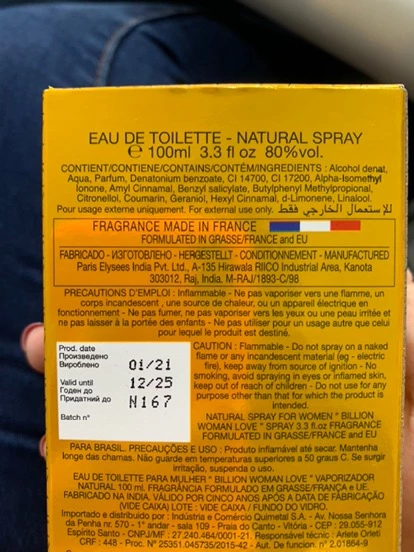 EAU DE TOILETTE - NATURAL SPRAY
℮ 100ml 3.3 fl oz 80%vol.
CONTIENT/CONTIENE/CONTAINS/CONTÉM/INGREDIENTS : Alcohol denat,
Aqua, Parfum, Denatonium benzoate, CI 14700, CI 17200, Alpha-Isomethyl
Ionone, Amyl Cinnamal, Benzyl salicylate, Butylphenyl Methylpropional,
Citronellol, Coumarin, Geraniol, Hexyl Cinnamal, d-Limonene, Linalool.
Pour usage externe uniquement. For external use only. للإستعمال الخارجي فقط
FRAGRANCE MADE IN FRANCE
FORMULATED IN GRASSE/FRANCE and EU
FABRICADO - ИЗГОТОВЛЕНО - HERGESTELLT - CONDITIONNEMENT - MANUFACTURED
Paris Elysees India Pvt. Ltd., A-135 Hirawala RIICO Industrial Area, Kanota
303012, Raj, India. M-RAJ/1893-C/98
PRECAUTIONS D'EMPLOI : Inflammable - Ne pas vaporiser vers une flamme, un
corps incandescent , une source de chaleur, ou un appareil électrique en
fonctionnement - Ne pas fumer, ne pas vaporiser vers les yeux ou une peau irritée et
ne pas laisser à la portée des enfants - Ne pas utiliser pour un usage autre que celui
pour lequel le produit est destiné.
CAUTION : Flammable - Do not spray on a naked
flame or any incandescent material (eg - electric
fire), keep away from source of ignition - No
smoking, avoid spraying in eyes or inflamed skin,
keep out of reach of children - Do not use for any
purpose other than that for which the product is
intended.
Prod. date
Произведено
Вироблено 01/21
Valid until
Годен до 12/25
Придатний до N167
Batch n°
NATURAL SPRAY FOR WOMEN " BILLION
WOMAN LOVE " SPRAY 3.3 fl.oz FRAGRANCE
FORMULATED IN GRASSE/FRANCE and EU
PARA BRASIL. PRECAUÇÕES E USO : Produto inflamável até secar. Mantenha
longe das chamas. Não guarde em temperaturas superiores a 50 graus C. Se surgir
irritação, suspenda o uso.
EAU DE TOILETTE PARA MULHER " BILLION WOMAN LOVE " VAPORIZADOR
NATURAL 100 ml. FRAGRÂNCIA FORMULADO EM GRASSE/FRANÇA e UE.
FABRICADO NA INDIA. VÁLIDO POR CINCO ANOS APÓS A DATA DE FABRICAÇÃO
(VIDE CAIXA) LOTE : VIDE CAIXA / FUNDO DO VIDRO.
Importado e distribuido por : Indústria e Comércio Quimetal S.A. - Av. Nossa Senhora
da Penha nr. 570 - 1° andar - sala 109 - Praia do Canto - Vitória - CEP : 29.055-912
Espirito Santo - CNPJ/MF : 27.240.464/0001-21. Responsável técnico: Arlete Orleti
CRF : 448 - Proc. N° 25351.045735/2015-42 - Aut. De funcion. n° 2.01864-9